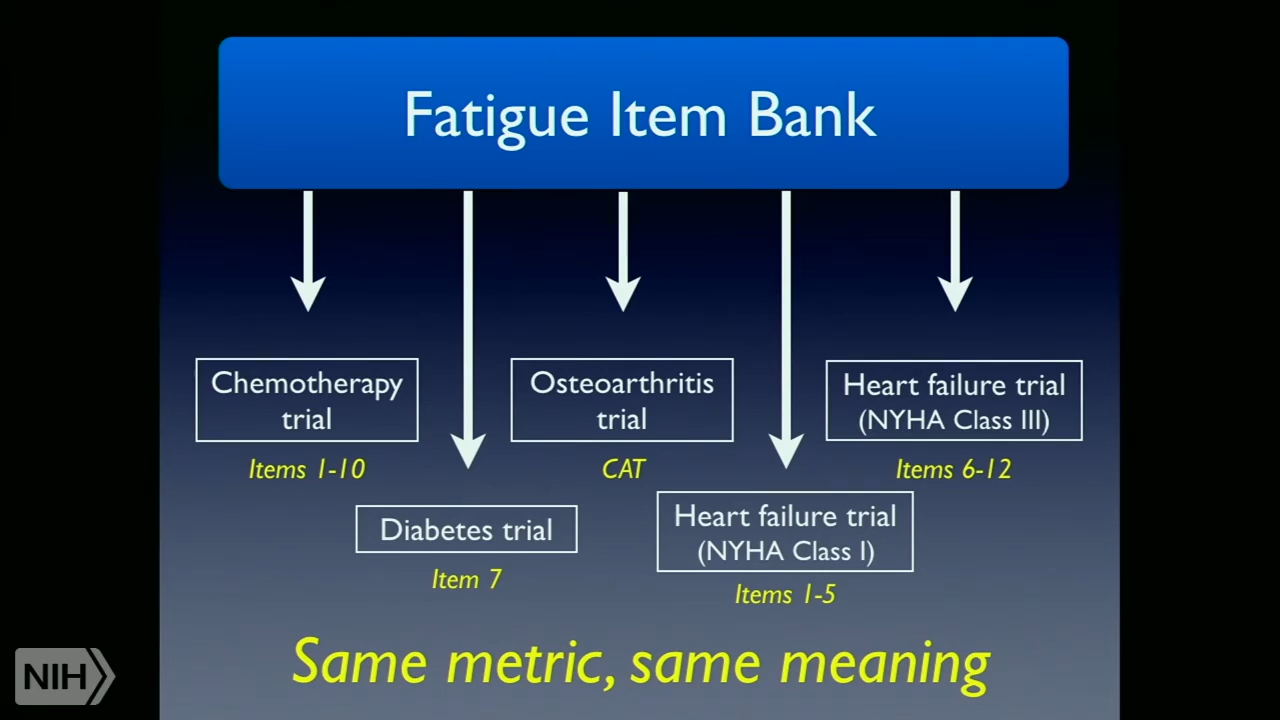 Fatigue Item Bank
Chemotherapy
trial
Items 1-10
Diabetes trial
Item 7
Osteoarthritis
trial
CAT
Heart failure trial
(NYHA Class I)
Items 1-5
Heart failure trial
(NYHA Class III)
Items 6-12
Same metric, same meaning
NIH